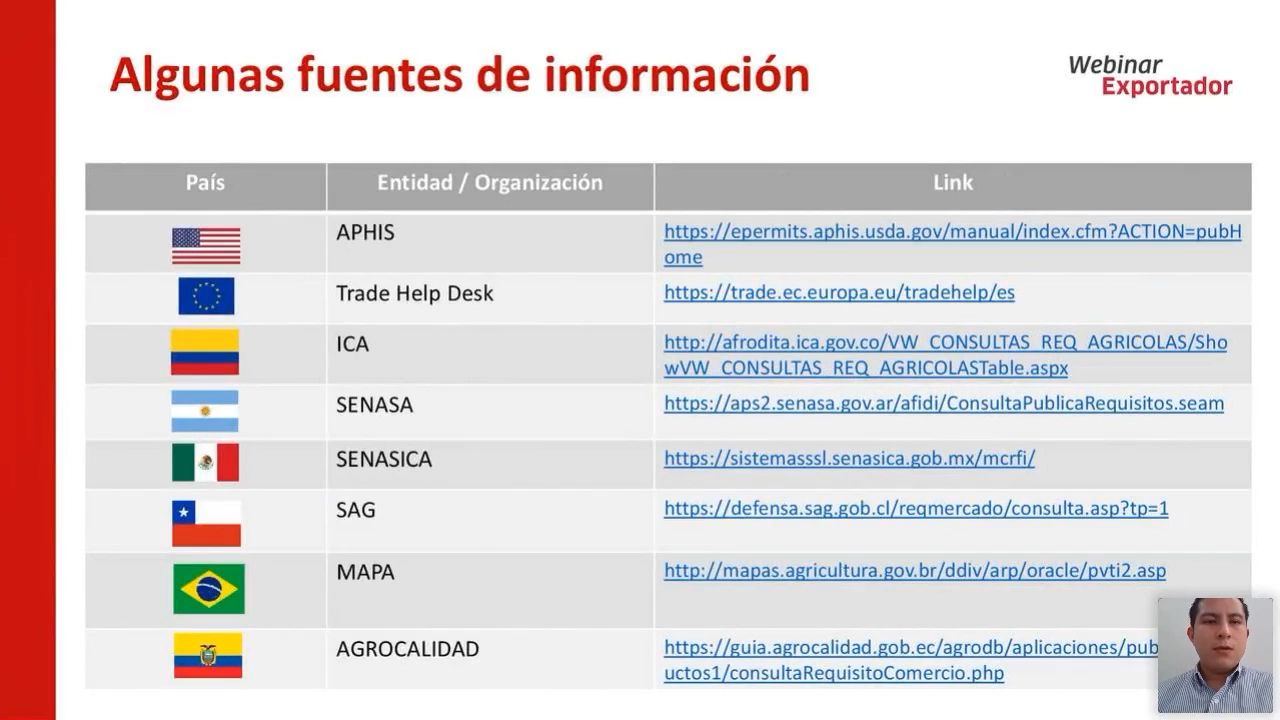 Algunas fuentes de información
Webinar
Exportador
País Entidad / Organización Link
APHIS https://epermits.aphis.usda.gov/manual/index.cfm?ACTION=pubH
ome
Trade Help Desk https://trade.ec.europa.eu/tradehelp/es
ICA http://afrodita.ica.gov.co/VW_CONSULTAS_REQ_AGRICOLAS/Sho
wVW_CONSULTAS_REQ_AGRICOLASTable.aspx
SENASA https://aps2.senasa.gov.ar/afidi/ConsultaPublicaRequisitos.seam
SENASICA https://sistemasssl.senasica.gob.mx/mcrfi/
SAG https://defensa.sag.gob.cl/reqmercado/consulta.asp?tp=1
MAPA http://mapas.agricultura.gov.br/ddiv/arp/oracle/pvti2.asp
AGROCALIDAD https://guia.agrocalidad.gob.ec/agrodb/aplicaciones/pub
uctos1/consultaRequisitoComercio.php